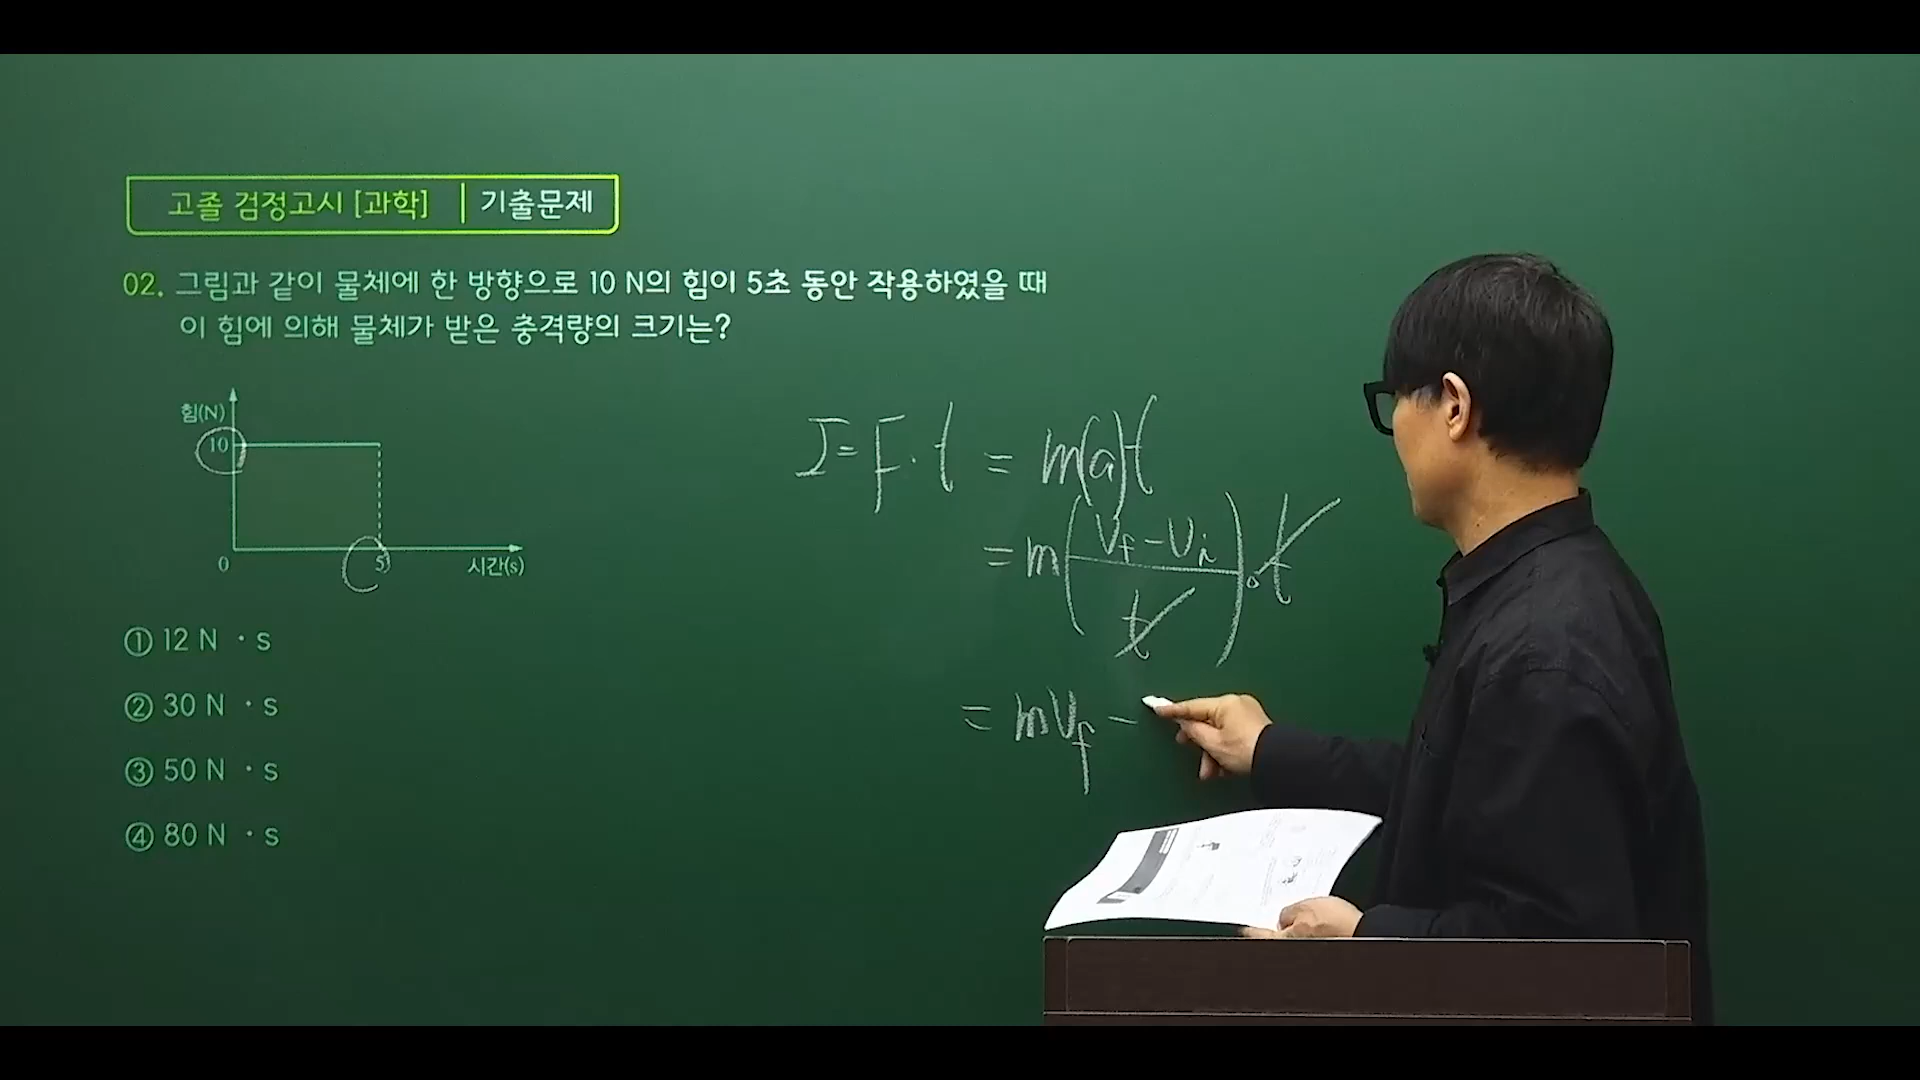 고졸 검정고시 [과학] | 기출문제
02. 그림과 같이 물체에 한 방향으로 10 N의 힘이 5초 동안 작용하였을 때
이 힘에 의해 물체가 받은 충격량의 크기는?
힘(N)
10
0
5
시간(s)
① 12 N · s
② 30 N · s
③ 50 N · s
④ 80 N · s
I = F · t = m(a)t
= m(Vf - Vi / t) · t
= mVf -